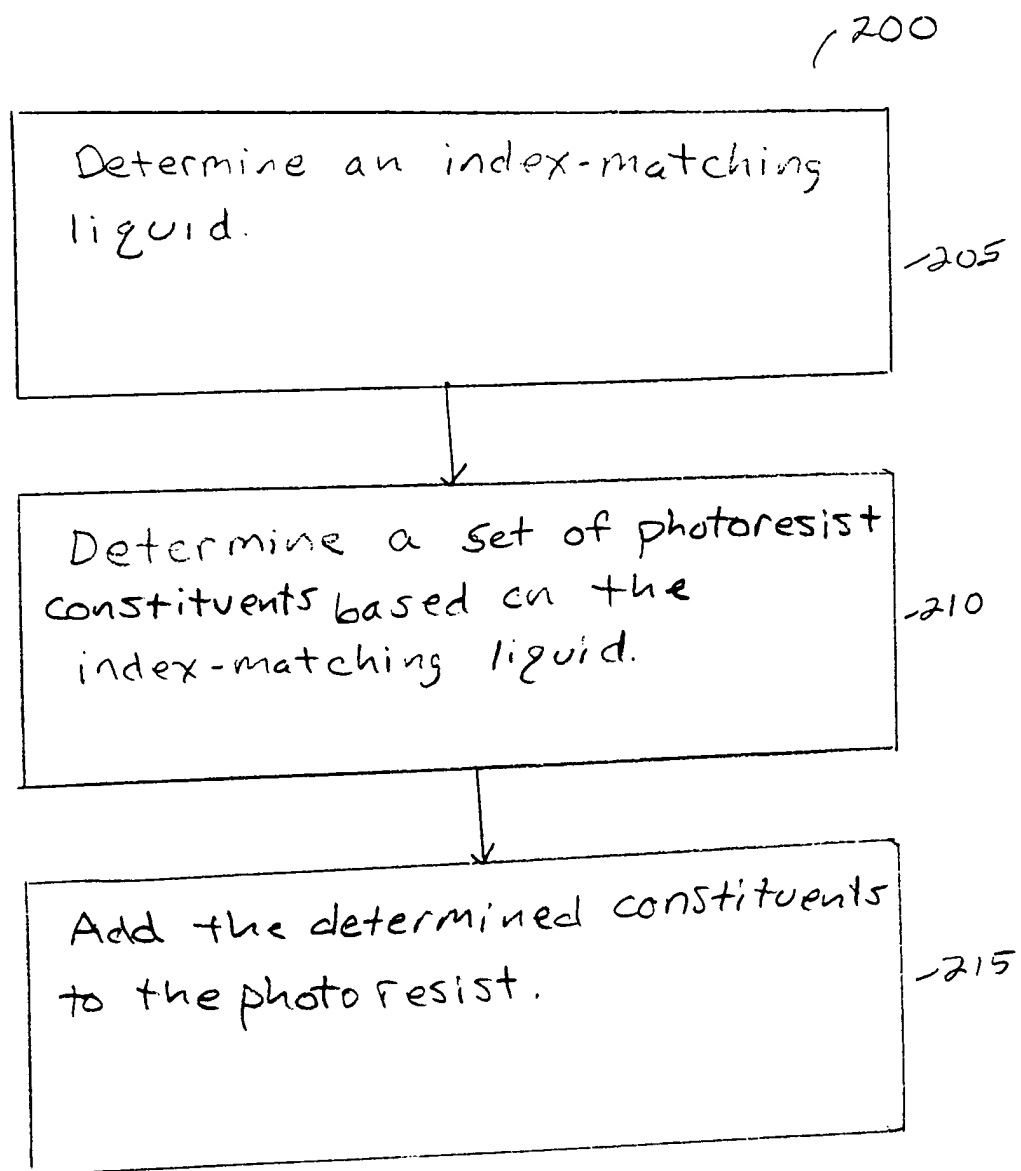 200
Determine an index-matching
liquid.
205
Determine a set of photoresist
constituents based on the
index-matching liquid.
210
Add the determined constituents
to the photoresist.
215